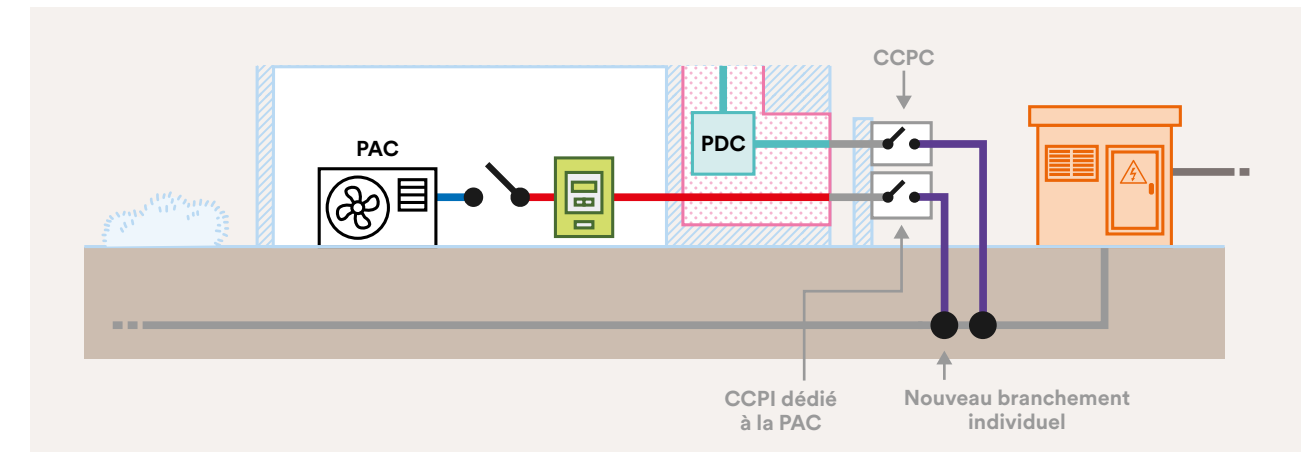 CCPC
PDC
PAC
CCPI dédié
à la PAC
Nouveau branchement
individuel